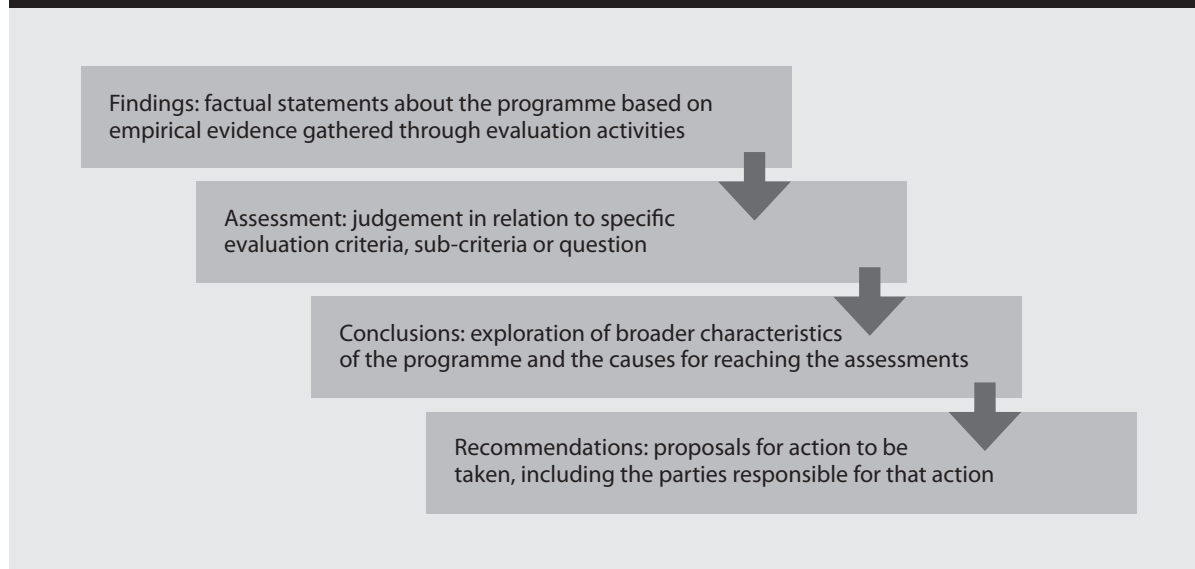 Findings: factual statements about the programme based on
empirical evidence gathered through evaluation activities
Assessment: judgement in relation to specific
evaluation criteria, sub-criteria or question
Conclusions: exploration of broader characteristics
of the programme and the causes for reaching the assessments
Recommendations: proposals for action to be
taken, including the parties responsible for that action